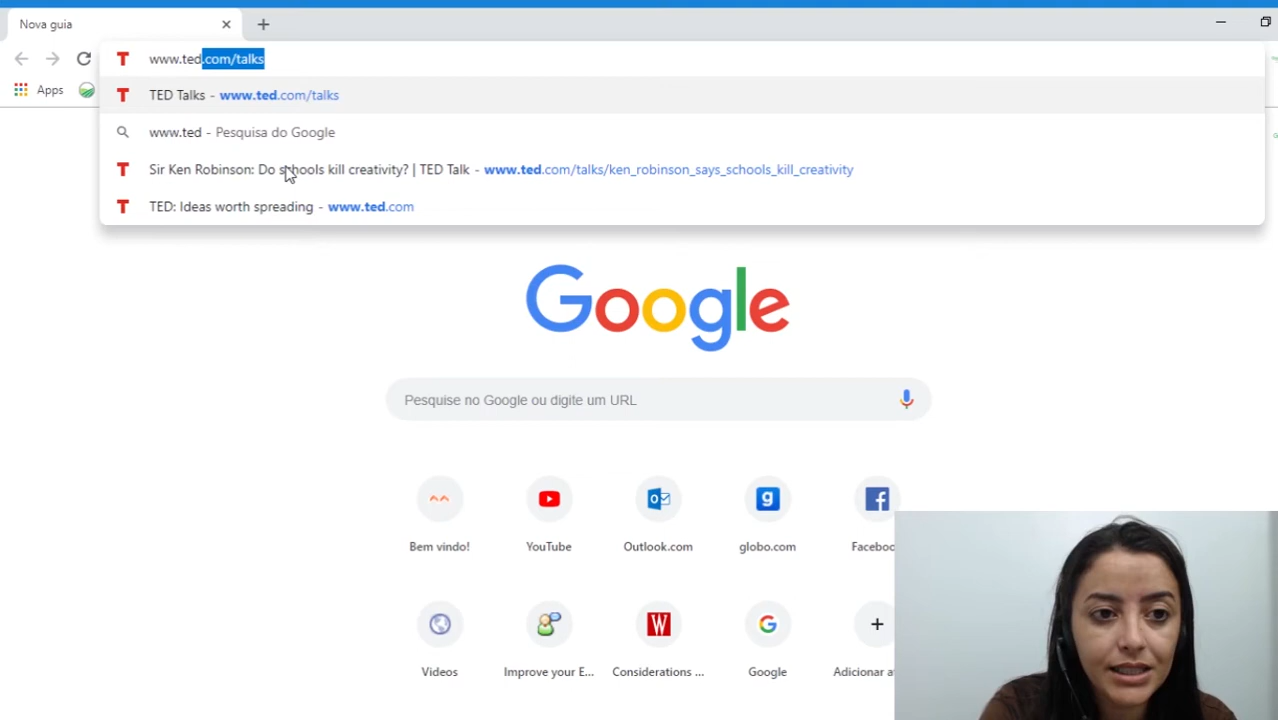 Nova guia
www.ted.com/talks
Apps
TED Talks - www.ted.com/talks
www.ted - Pesquisa do Google
Sir Ken Robinson: Do schools kill creativity? | TED Talk - www.ted.com/talks/ken_robinson_says_schools_kill_creativity
TED: Ideas worth spreading - www.ted.com
Google
Pesquise no Google ou digite um URL
Bem vindo!
YouTube
Outlook.com
globo.com
Faceboo
Videos
Improve your E...
Considerations ...
Google
Adicionar a